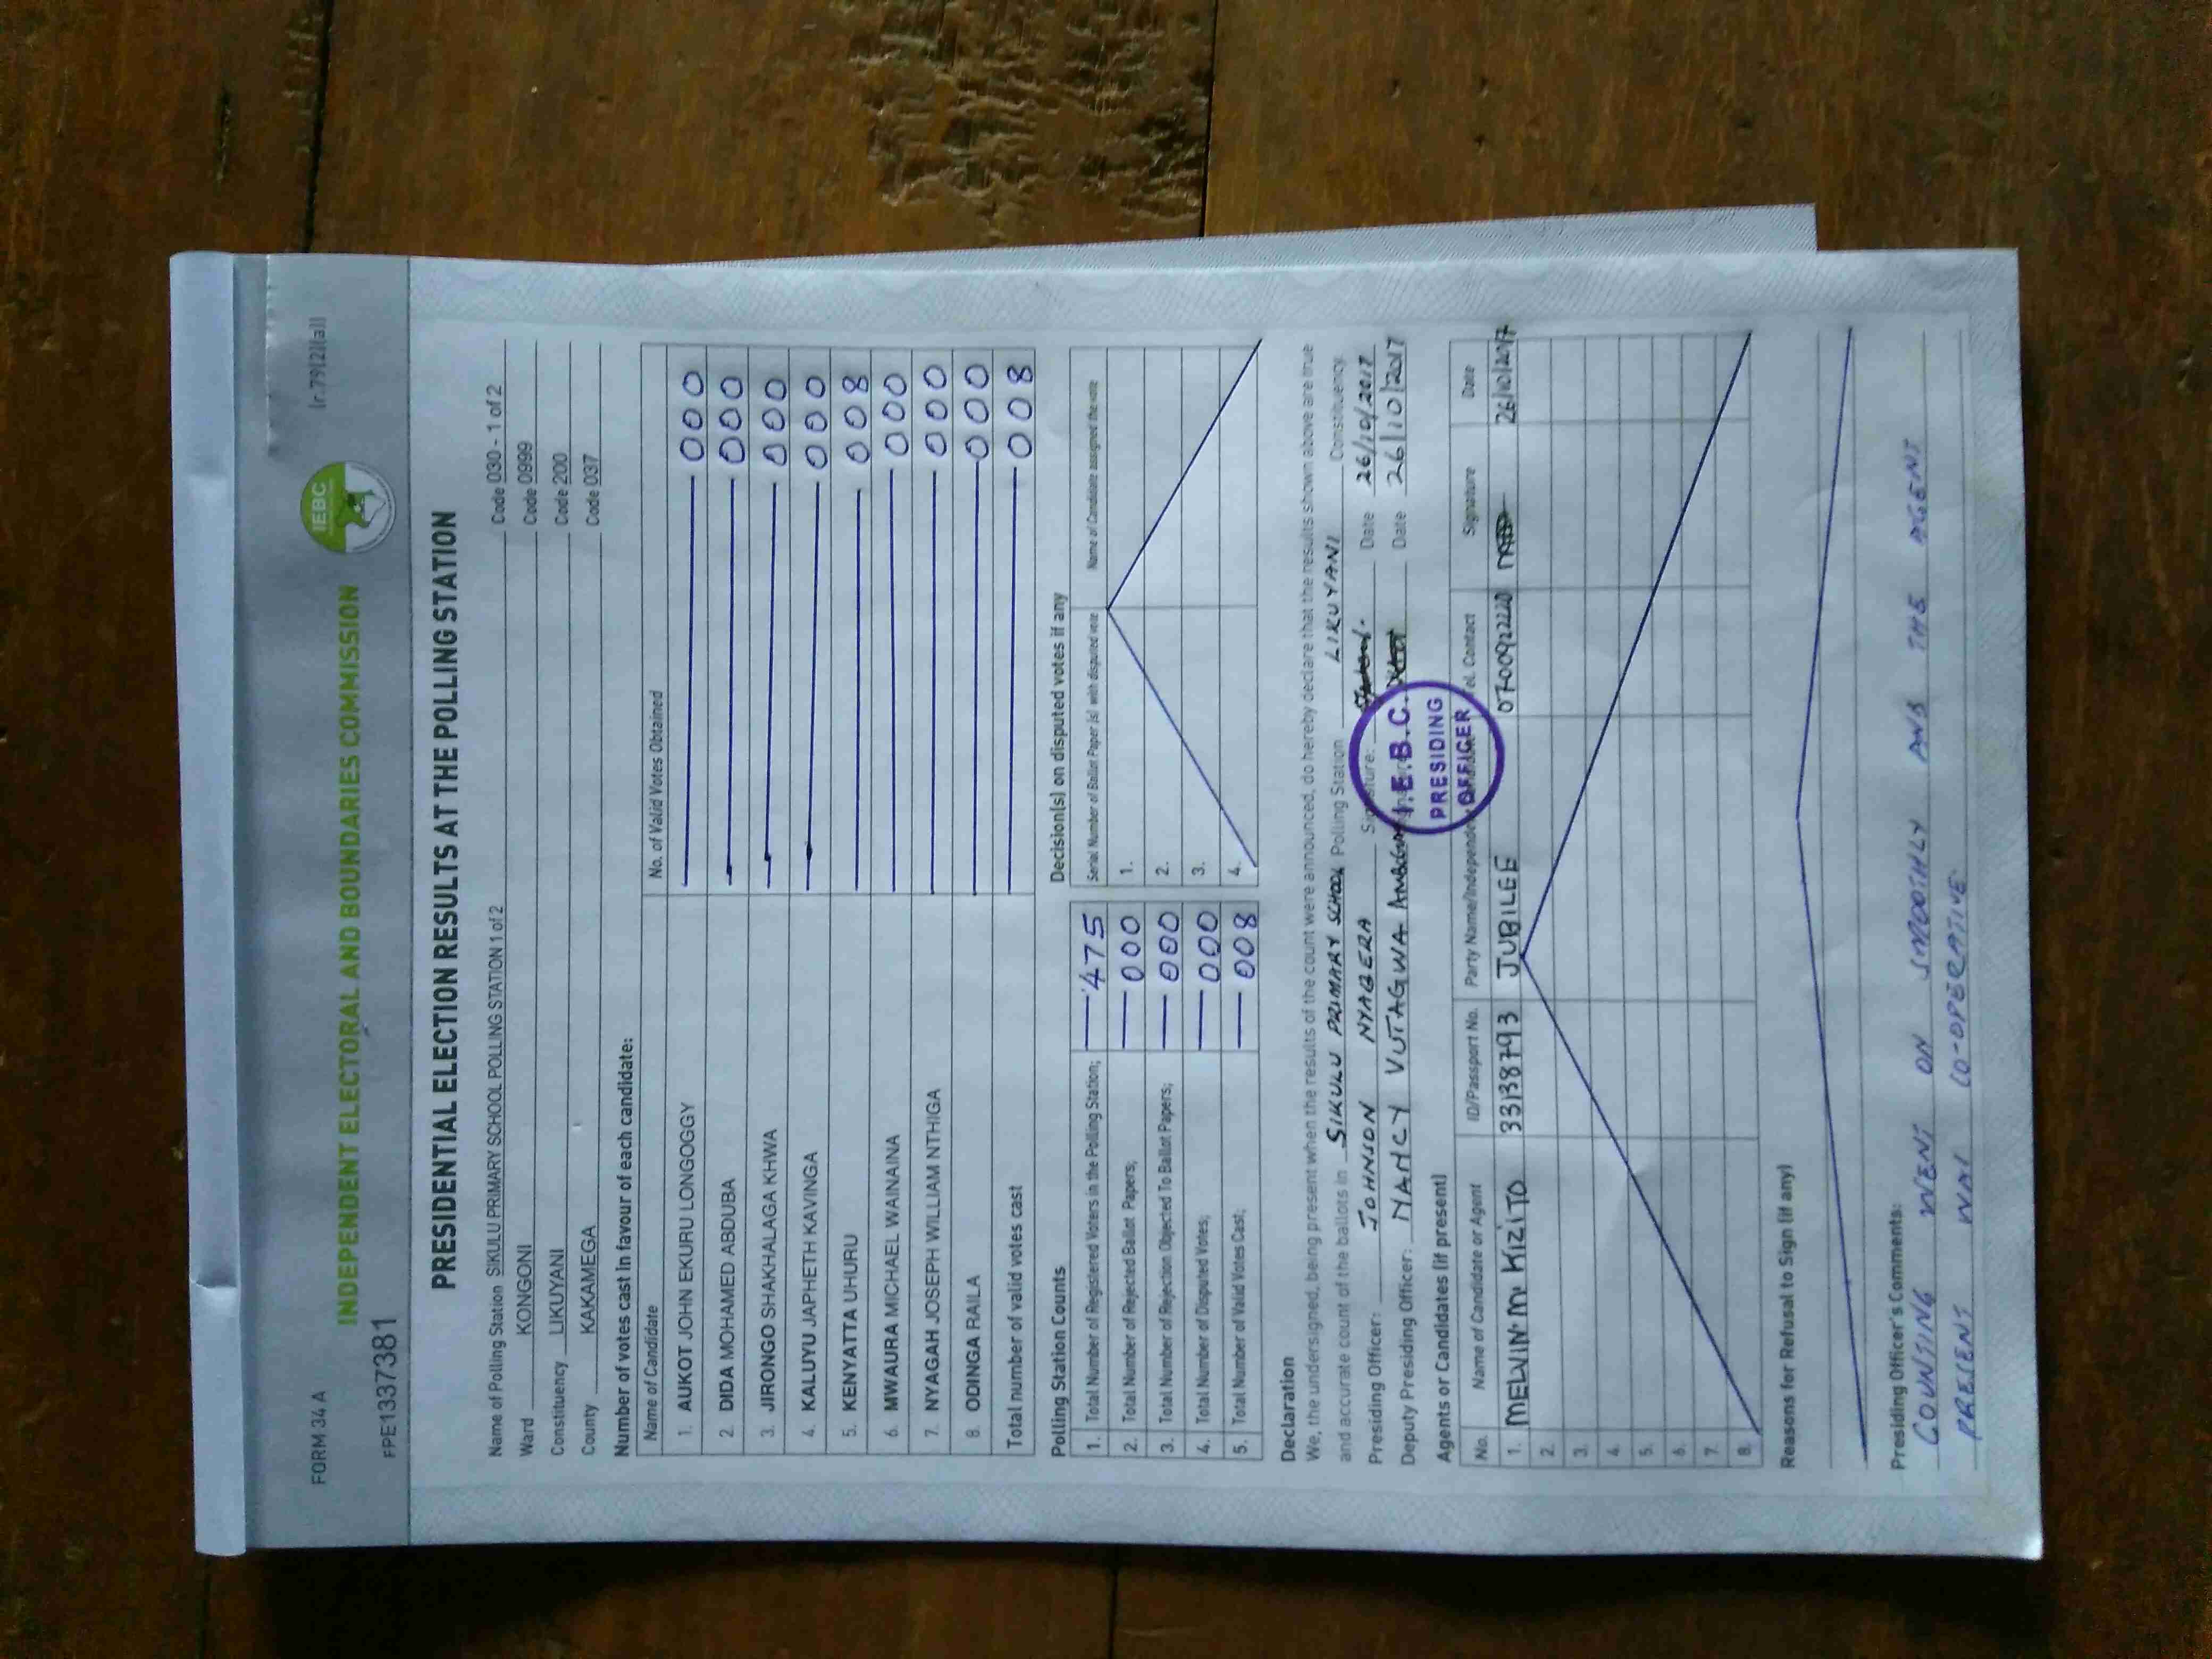 FORM 34 A
(r.79(2)(a))
INDEPENDENT ELECTORAL AND BOUNDARIES COMMISSION
IEBC
FPE1337381
PRESIDENTIAL ELECTION RESULTS AT THE POLLING STATION
Name of Polling Station SIKULU PRIMARY SCHOOL POLLING STATION 1 of 2 Code 030 - 1 of 2
Ward KONGONI Code 0999
Constituency LIKUYANI Code 200
County KAKAMEGA Code 037
Number of votes cast in favour of each candidate:
Name of Candidate No. of Valid Votes Obtained
1. AUKOT JOHN EKURU LONGOGGY 000
2. DIDA MOHAMED ABDUBA 000
3. JIRONGO SHAKHALAGA KHWA 000
4. KALUYU JAPHETH KAVINGA 000
5. KENYATTA UHURU 008
6. MWAURA MICHAEL WAINAINA 000
7. NYAGAH JOSEPH WILLIAM NTHIGA 000
8. ODINGA RAILA 000
Total number of valid votes cast 008
Polling Station Counts
1. Total Number of Registered Voters in the Polling Station; 475
2. Total Number of Rejected Ballot Papers; 000
3. Total Number of Rejection Objected To Ballot Papers; 000
4. Total Number of Disputed Votes; 000
5. Total Number of Valid Votes Cast; 008
Decision(s) on disputed votes if any
Serial Number of Ballot Paper (s) with disputed vote Name of Candidate assigned the vote
1.
2.
3.
4.
Declaration
We, the undersigned, being present when the results of the count were announced, do hereby declare that the results shown above are true
and accurate count of the ballots in SIKULU PRIMARY SCHOOL Polling Station LIKUYANI Constituency
Presiding Officer: JOHNSON NYAGERA Signature: Date 26/10/2017
Deputy Presiding Officer: NANCY VUTAGWA Date 26/10/2017
I.E.B.C.
PRESIDING
OFFICER
Agents or Candidates (if present)
No. Name of Candidate or Agent ID/Passport No. Party Name/Independent Tel. Contact Signature Date
1. MELVIN M. KIZITO 33138793 JUBILEE 0700922220 26/10/2017
2.
3.
4.
5.
6.
7.
8.
Reasons for Refusal to Sign (if any)
Presiding Officer's Comments:
COUNTING WENT ON SMOOTHLY AND THE AGENT
PRESENT WAS CO-OPERATIVE